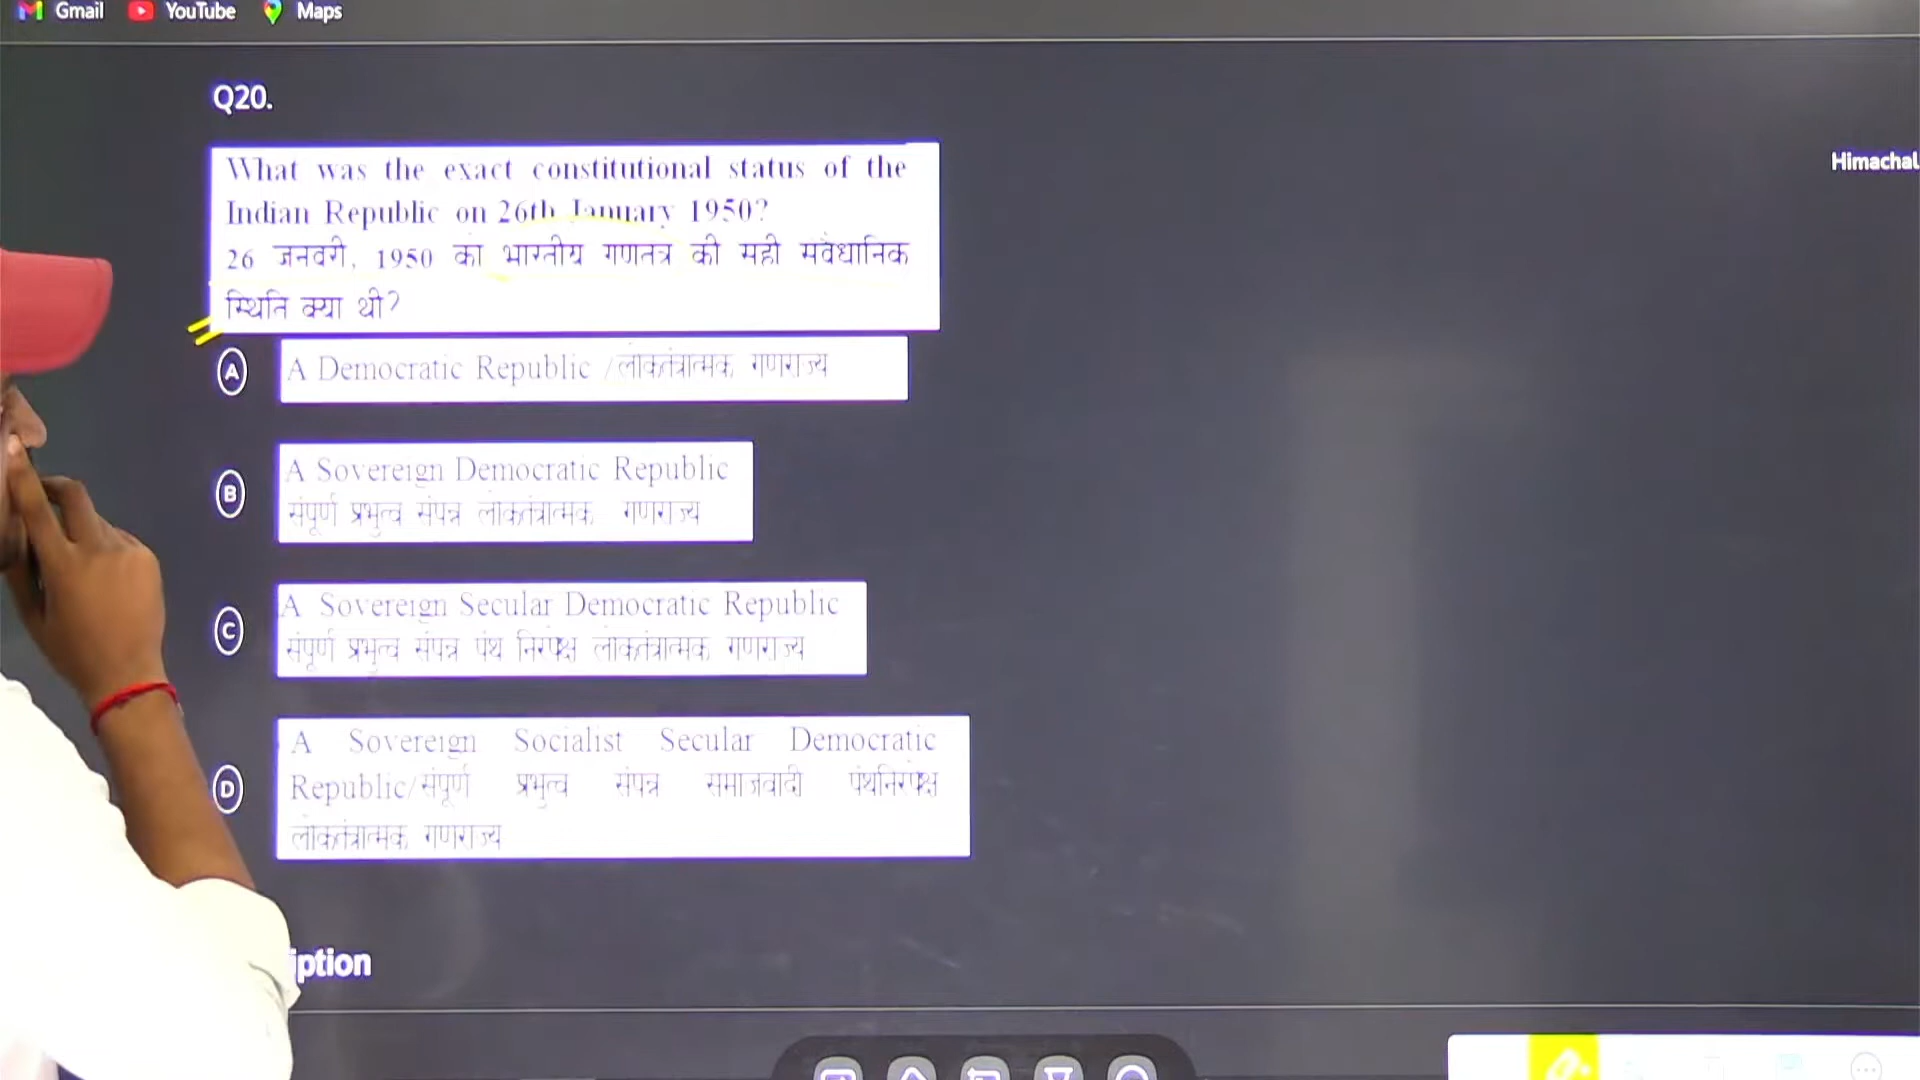 Gmail YouTube Maps
Q20.
Himachal
What was the exact constitutional status of the
Indian Republic on 26th January 1950?
26 जनवरी, 1950 को भारतीय गणतंत्र की सही संवैधानिक
स्थिति क्या थी?
A A Democratic Republic /लोकतंत्रात्मक गणराज्य
B A Sovereign Democratic Republic
संपूर्ण प्रभुत्व संपन्न लोकतंत्रात्मक गणराज्य
C A Sovereign Secular Democratic Republic
संपूर्ण प्रभुत्व संपन्न पंथ निरपेक्ष लोकतंत्रात्मक गणराज्य
D A Sovereign Socialist Secular Democratic
Republic/संपूर्ण प्रभुत्व संपन्न समाजवादी पंथनिरपेक्ष
लोकतंत्रात्मक गणराज्य
iption